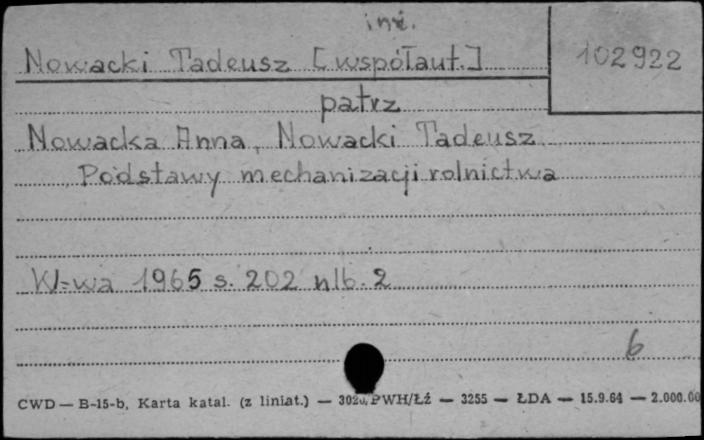 inż.
Nowacki Tadeusz [współaut.]
102922
patrz
Nowacka Anna, Nowacki Tadeusz
Podstawy mechanizacji rolnictwa
W-wa 1965 s. 202 nlb. 2
6
CWD — B-15-b, Karta katal. (z liniat.) — PWH/Łź — 3255 — ŁDA — 15.9.64 — 2.000.00